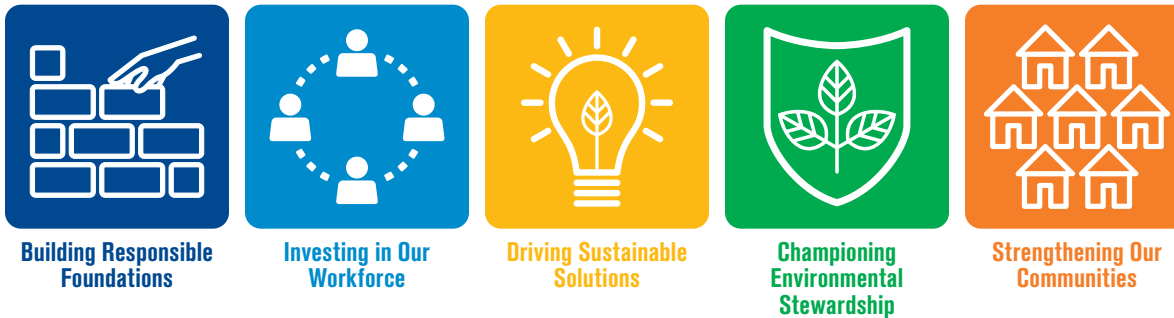 Building Responsible
Foundations
Investing in Our
Workforce
Driving Sustainable
Solutions
Championing
Environmental
Stewardship
Strengthening Our
Communities